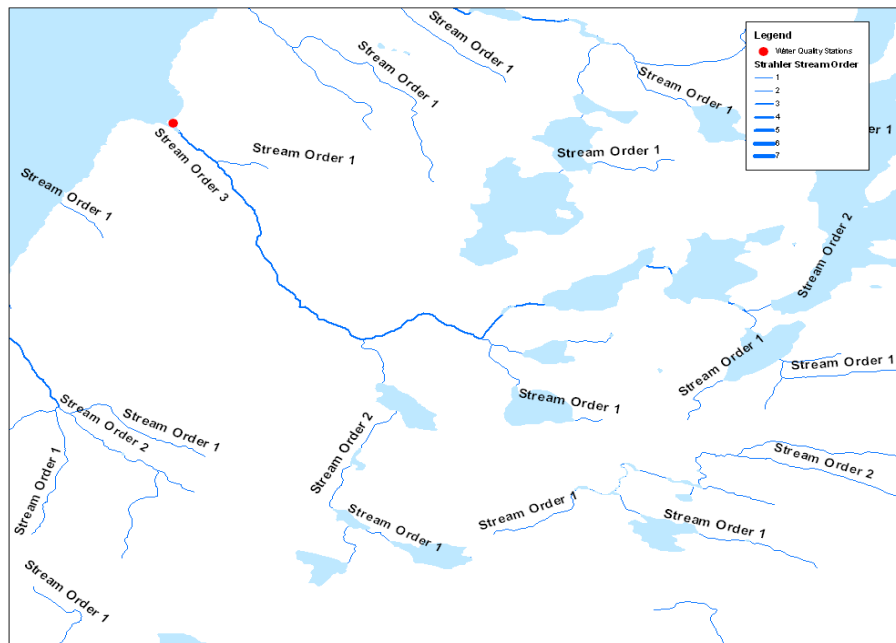 Stream Order 1
Stream Order 1
Stream Order 1
Legend
Water Quality Stations
Strahler Stream Order
1
2
3
4
5
6
7
Order 1
Stream Order 3
Stream Order 1
Stream Order 1
Stream Order 1
Stream Order 2
Stream Order 1
Stream Order 1
Stream Order 1
Stream Order 2
Stream Order 1
Stream Order 2
Stream Order 1
Stream Order 2
Stream Order 1
Stream Order 1
Stream Order 1
Stream Order 1